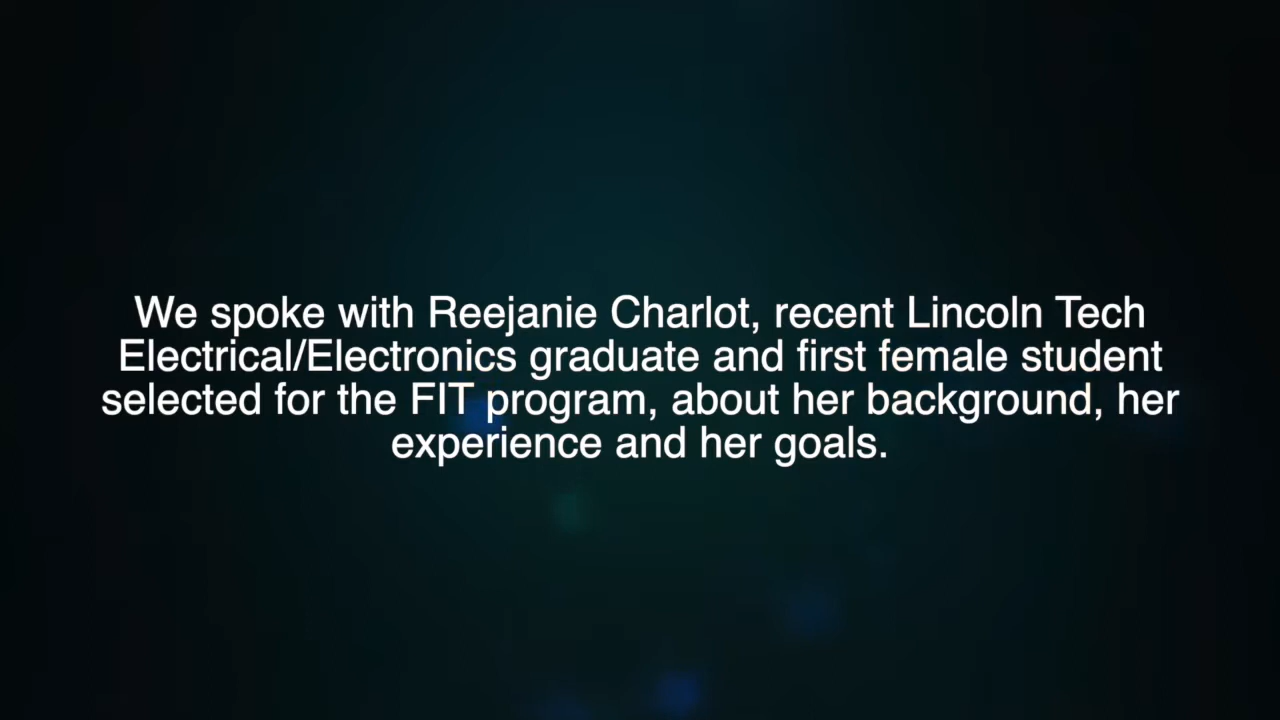 We spoke with Reejanie Charlot, recent Lincoln Tech
Electrical/Electronics graduate and first female student
selected for the FIT program, about her background, her
experience and her goals.